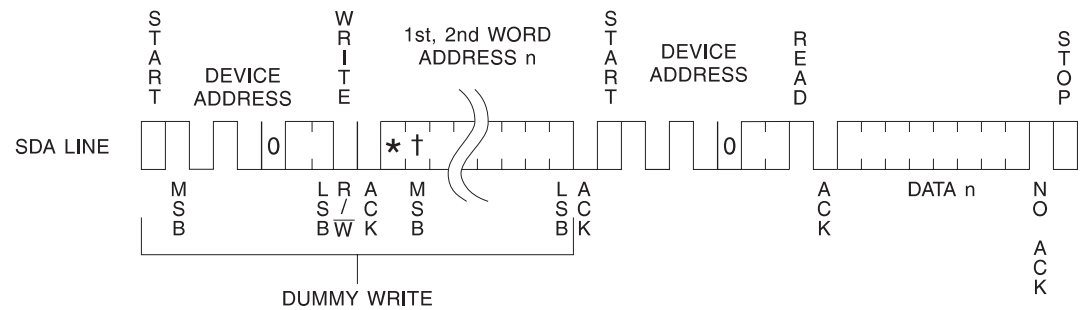 START
DEVICE
ADDRESS
WRITE
1st, 2nd WORD
ADDRESS n
START
DEVICE
ADDRESS
READ
STOP
SDA LINE
0
* †
0
MSB
LSB
R/W
ACK
MSB
LSB
ACK
ACK
DATA n
NO ACK
DUMMY WRITE